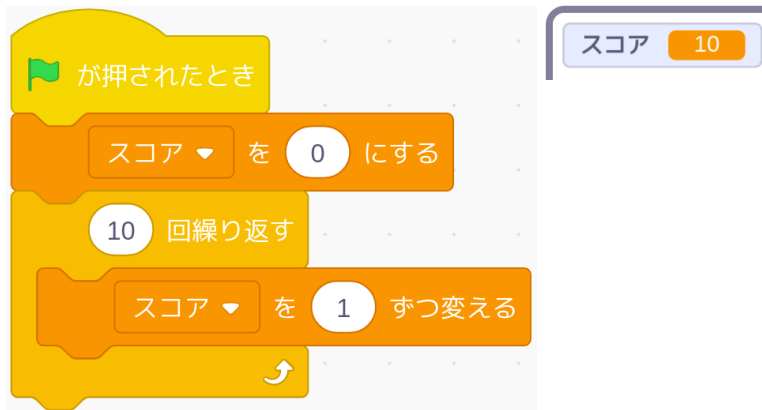 が押されたとき
スコア を 0 にする
10 回繰り返す
スコア を 1 ずつ変える
スコア 10